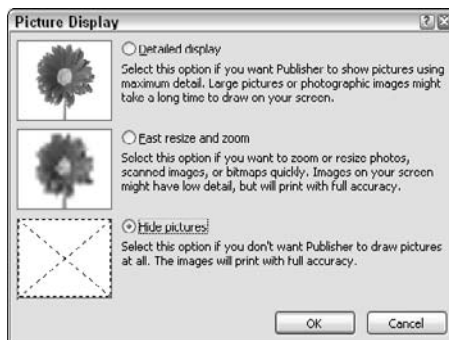 Picture Display
Detailed display
Select this option if you want Publisher to show pictures using
maximum detail. Large pictures or photographic images might
take a long time to draw on your screen.
Fast resize and zoom
Select this option if you want to zoom or resize photos,
scanned images, or bitmaps quickly. Images on your screen
might have low detail, but will print with full accuracy.
Hide pictures
Select this option if you don't want Publisher to draw pictures
at all. The images will print with full accuracy.
OK
Cancel